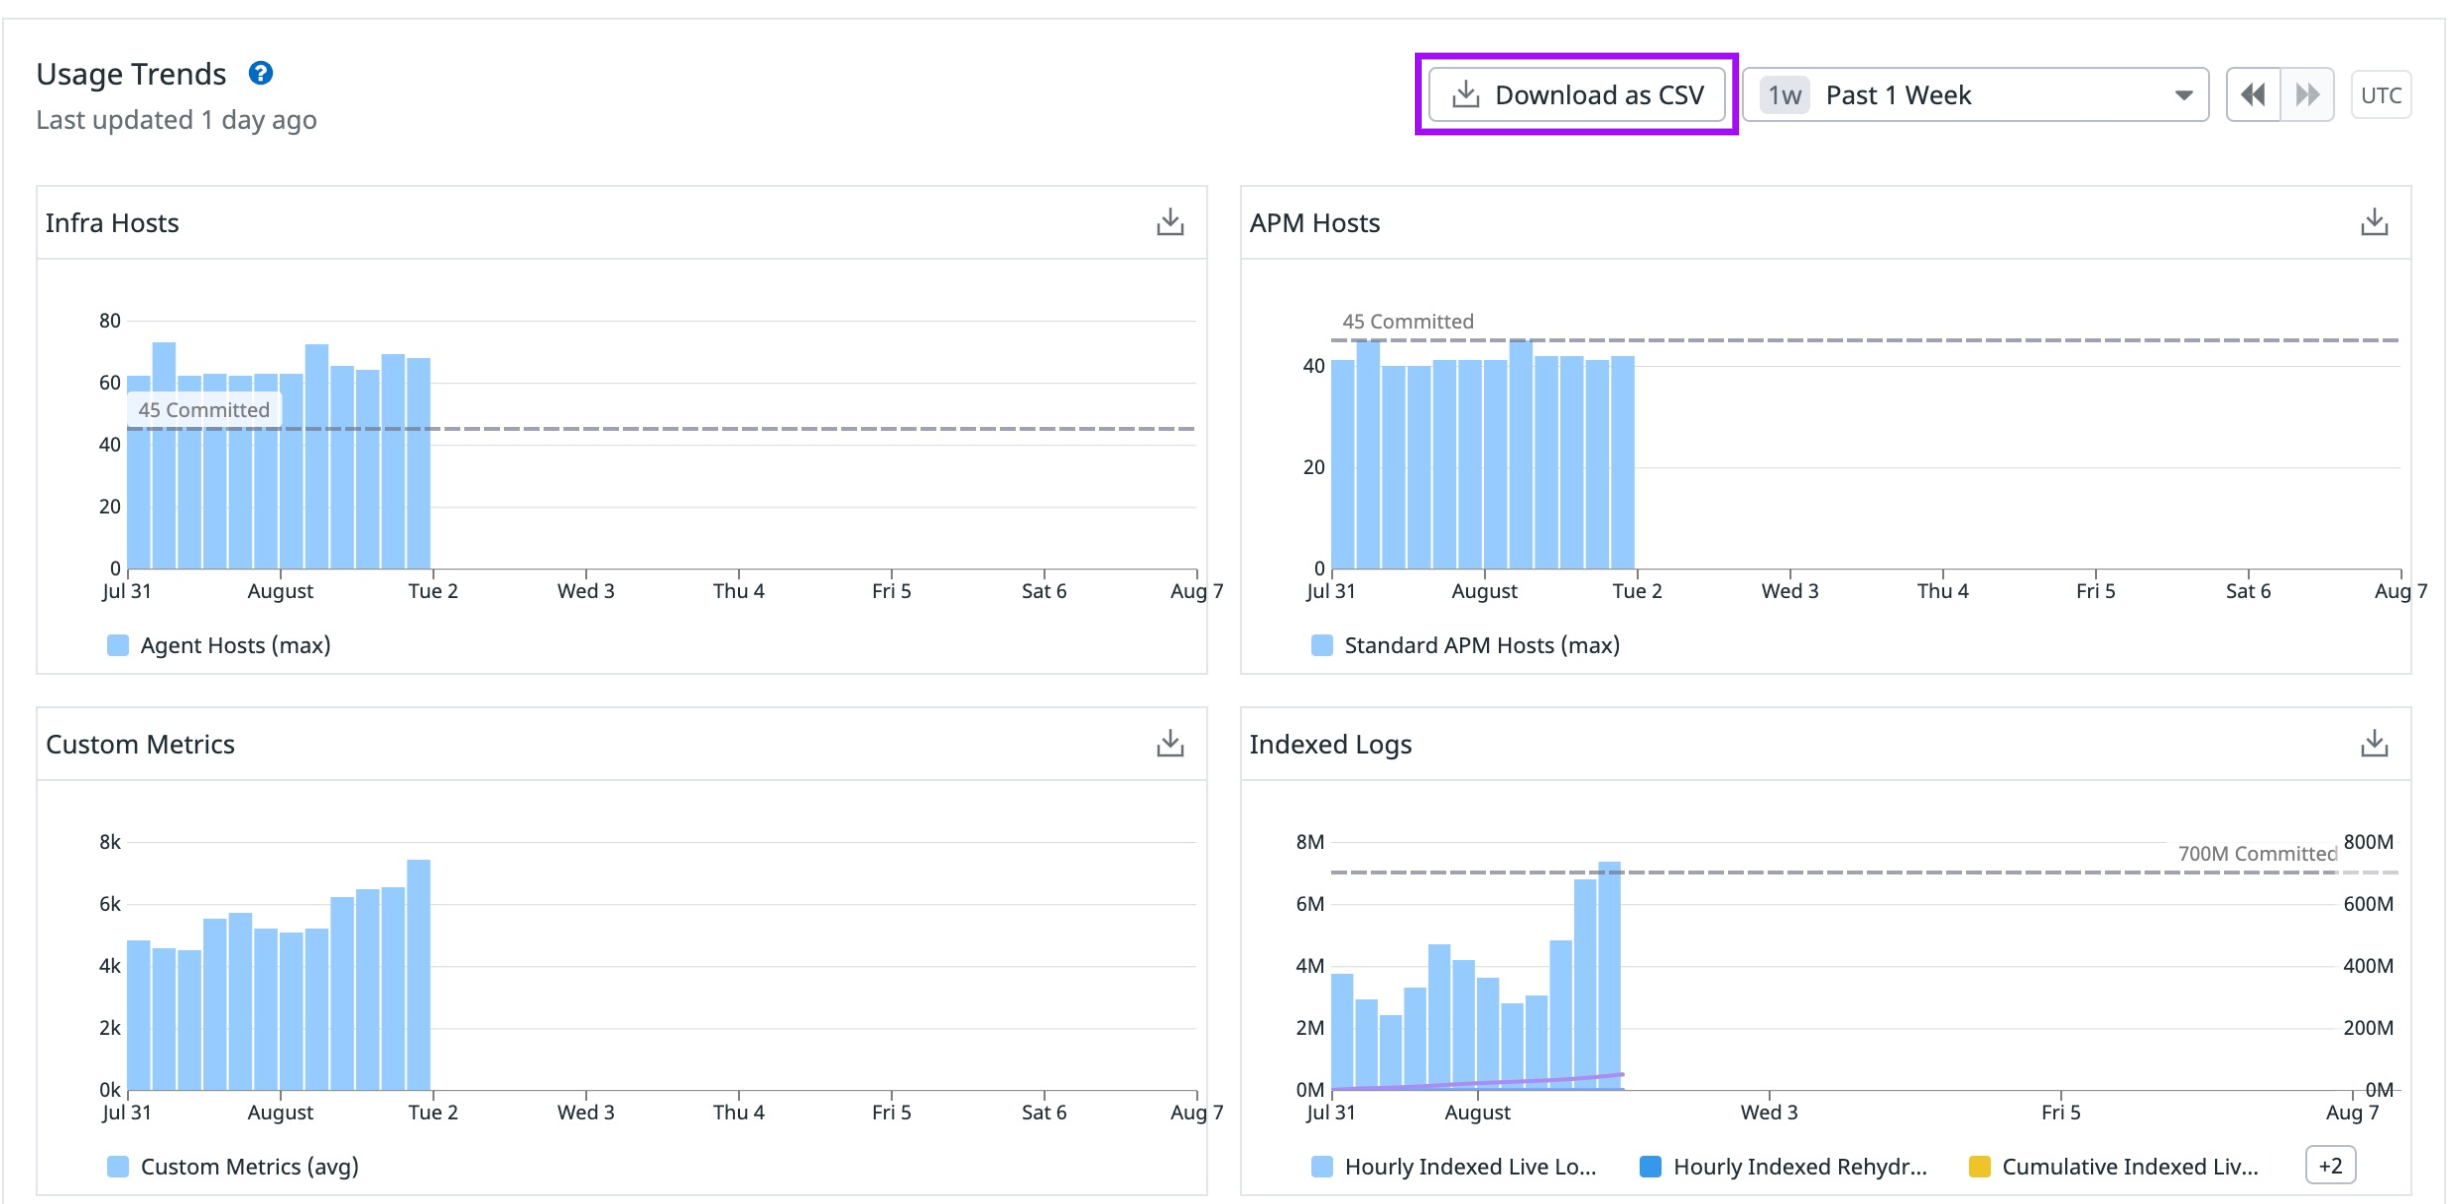 Usage Trends ?
Last updated 1 day ago
Download as CSV
1w Past 1 Week
UTC
Infra Hosts
80
60
45 Committed
40
20
0
Jul 31 August Tue 2 Wed 3 Thu 4 Fri 5 Sat 6 Aug 7
Agent Hosts (max)
APM Hosts
45 Committed
40
20
0
Jul 31 August Tue 2 Wed 3 Thu 4 Fri 5 Sat 6 Aug 7
Standard APM Hosts (max)
Custom Metrics
8k
6k
4k
2k
0k
Jul 31 August Tue 2 Wed 3 Thu 4 Fri 5 Sat 6 Aug 7
Custom Metrics (avg)
Indexed Logs
8M 800M
700M Committed
6M 600M
4M 400M
2M 200M
0M 0M
Jul 31 August Wed 3 Fri 5 Aug 7
Hourly Indexed Live Lo... Hourly Indexed Rehydr... Cumulative Indexed Liv... +2